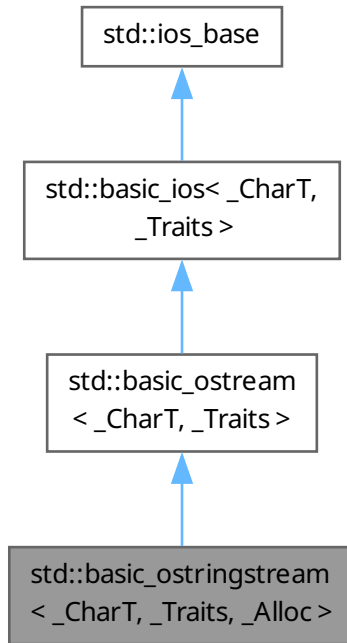 std::ios_base
std::basic_ios< _CharT,
_Traits >
std::basic_ostream
< _CharT, _Traits >
std::basic_ostringstream
< _CharT, _Traits, _Alloc >